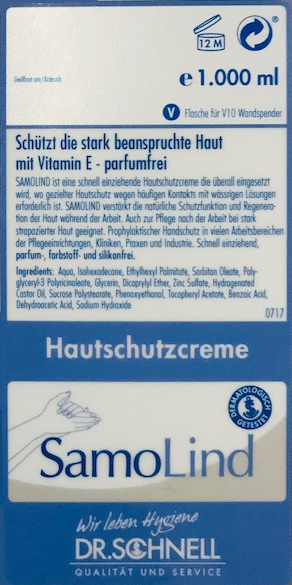 12 M
Geöffnet am/Anbruch:
e 1.000 ml
V Flasche für V10 Wandspender
Schützt die stark beanspruchte Haut
mit Vitamin E - parfumfrei
SAMOLIND ist eine schnell einziehende Hautschutzcreme die überall eingesetzt
wird, wo gezielter Hautschutz wegen häufigen Kontakts mit wässrigen Lösungen
erforderlich ist. SAMOLIND verstärkt die natürliche Schutzfunktion und Regenera-
tion der Haut während der Arbeit. Auch zur Pflege nach der Arbeit bei stark
strapazierter Haut geeignet. Prophylaktischer Handschutz in vielen Arbeitsbereichen
der Pflegeeinrichtungen, Kliniken, Praxen und Industrie. Schnell einziehend,
parfum-, farbstoff- und silikonfrei.
Ingredients: Aqua, Isohexadecane, Ethylhexyl Palmitate, Sorbitan Oleate, Poly-
glyceryl-3 Polyricinoleate, Glycerin, Dicaprylyl Ether, Zinc Sulfate, Hydrogenated
Castor Oil, Sucrose Polystearate, Phenoxyethanol, Tocopheryl Acetate, Benzoic Acid,
Dehydroacetic Acid, Sodium Hydroxide
0717
Hautschutzcreme
DERMATOLOGISCH GETESTET
SamoLind
Wir leben Hygiene
DR.SCHNELL
QUALITÄT UND SERVICE